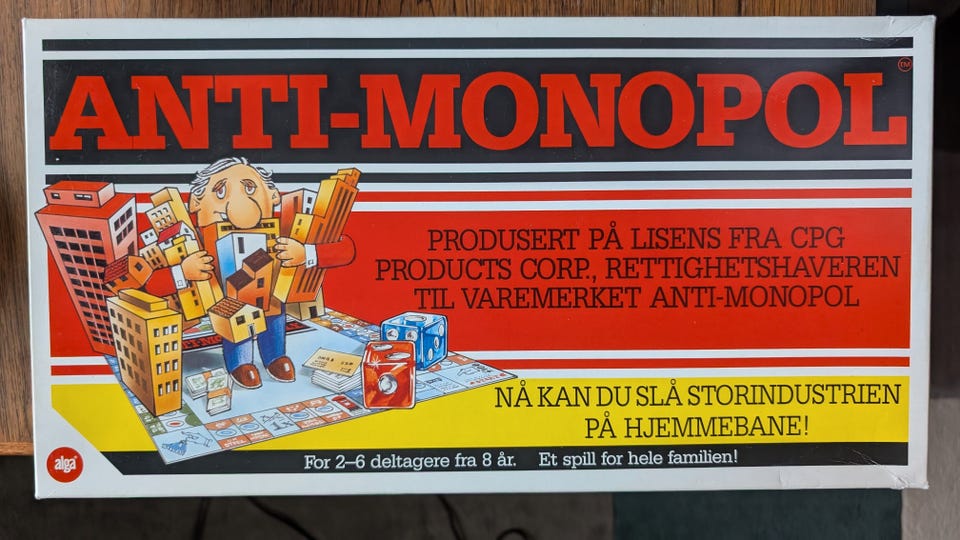 ANTI-MONOPOL
TM
PRODUSERT PÅ LISENS FRA CPG
PRODUCTS CORP., RETTIGHETSHAVEREN
TIL VAREMERKET ANTI-MONOPOL
NÅ KAN DU SLÅ STORINDUSTRIEN
PÅ HJEMMEBANE!
alga
For 2–6 deltagere fra 8 år. Et spill for hele familien!